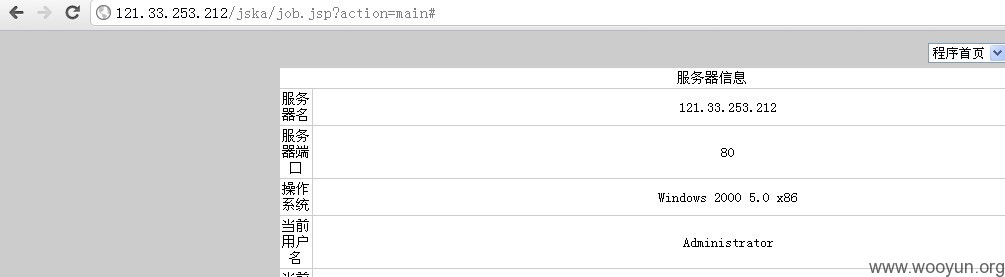 121.33.253.212/jska/job.jsp?action=main#
程序首页
服务器信息
服务
器名
121.33.253.212
服务
器端
口
80
操作
系统
Windows 2000 5.0 x86
当前
用户
名
Administrator
www.wooyun.org